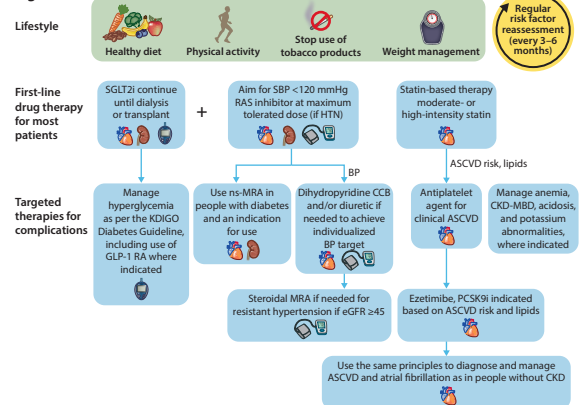 Lifestyle
Healthy diet
Physical activity
Stop use of
tobacco products
Weight management
Regular
risk factor
reassessment
(every 3–6
months)
First-line
drug therapy
for most
patients
SGLT2i continue
until dialysis
or transplant
+
Aim for SBP <120 mmHg
RAS inhibitor at maximum
tolerated dose (if HTN)
Statin-based therapy
moderate- or
high-intensity statin
BP
ASCVD risk, lipids
Targeted
therapies for
complications
Manage
hyperglycemia
as per the KDIGO
Diabetes Guideline,
including use of
GLP-1 RA where
indicated
Use ns-MRA in
people with diabetes
and an indication
for use
Dihydropyridine CCB
and/or diuretic if
needed to achieve
individualized
BP target
Antiplatelet
agent for
clinical ASCVD
Manage anemia,
CKD-MBD, acidosis,
and potassium
abnormalities,
where indicated
Steroidal MRA if needed for
resistant hypertension if eGFR ≥45
Ezetimibe, PCSK9i indicated
based on ASCVD risk and lipids
Use the same principles to diagnose and manage
ASCVD and atrial fibrillation as in people without CKD